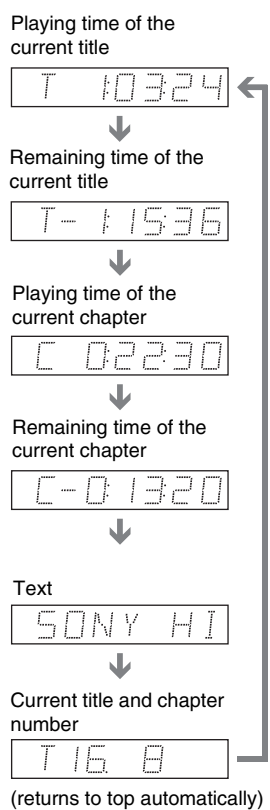 Playing time of the
current title
T 1:03:24
Remaining time of the
current title
T– 1:15:36
Playing time of the
current chapter
C 0:22:30
Remaining time of the
current chapter
C–0:13:20
Text
SONY HI
Current title and chapter
number
T16. 8
(returns to top automatically)